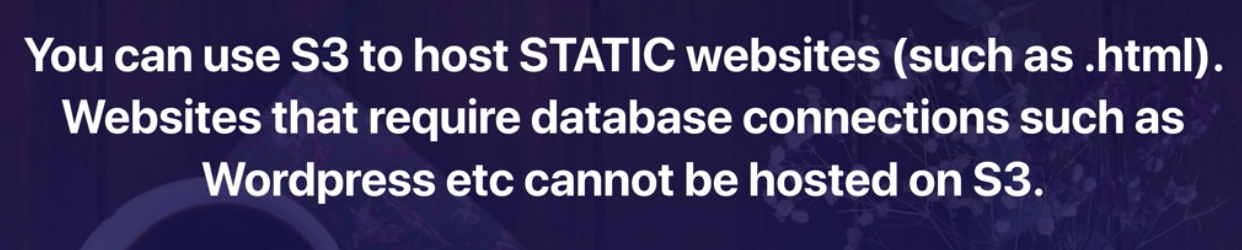 You can use S3 to host STATIC websites (such as .html).
Websites that require database connections such as
Wordpress etc cannot be hosted on S3.